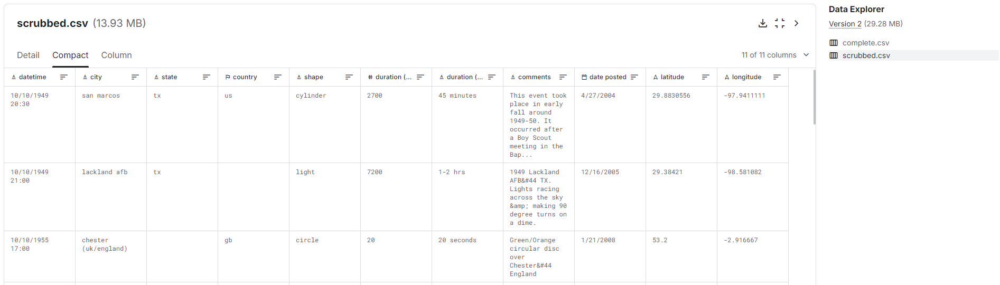 scrubbed.csv (13.93 MB)
Detail Compact Column
11 of 11 columns
datetime city state country shape duration (... duration (... comments date posted latitude longitude
10/10/1949
20:30
san marcos
tx
us
cylinder
2700
45 minutes
This event took
place in early
fall around
1949-50. It
occurred after
a Boy Scout
meeting in the
Bap...
4/27/2004
29.8830556
-97.9411111
10/10/1949
21:00
lackland afb
tx
light
7200
1-2 hrs
1949 Lackland
AFB&#44 TX.
Lights racing
across the sky
&amp; making 90
degree turns on
a dime.
12/16/2005
29.38421
-98.581082
10/10/1955
17:00
chester
(uk/england)
gb
circle
20
20 seconds
Green/Orange
circular disc
over
Chester&#44
England
1/21/2008
53.2
-2.916667
Data Explorer
Version 2 (29.28 MB)
complete.csv
scrubbed.csv